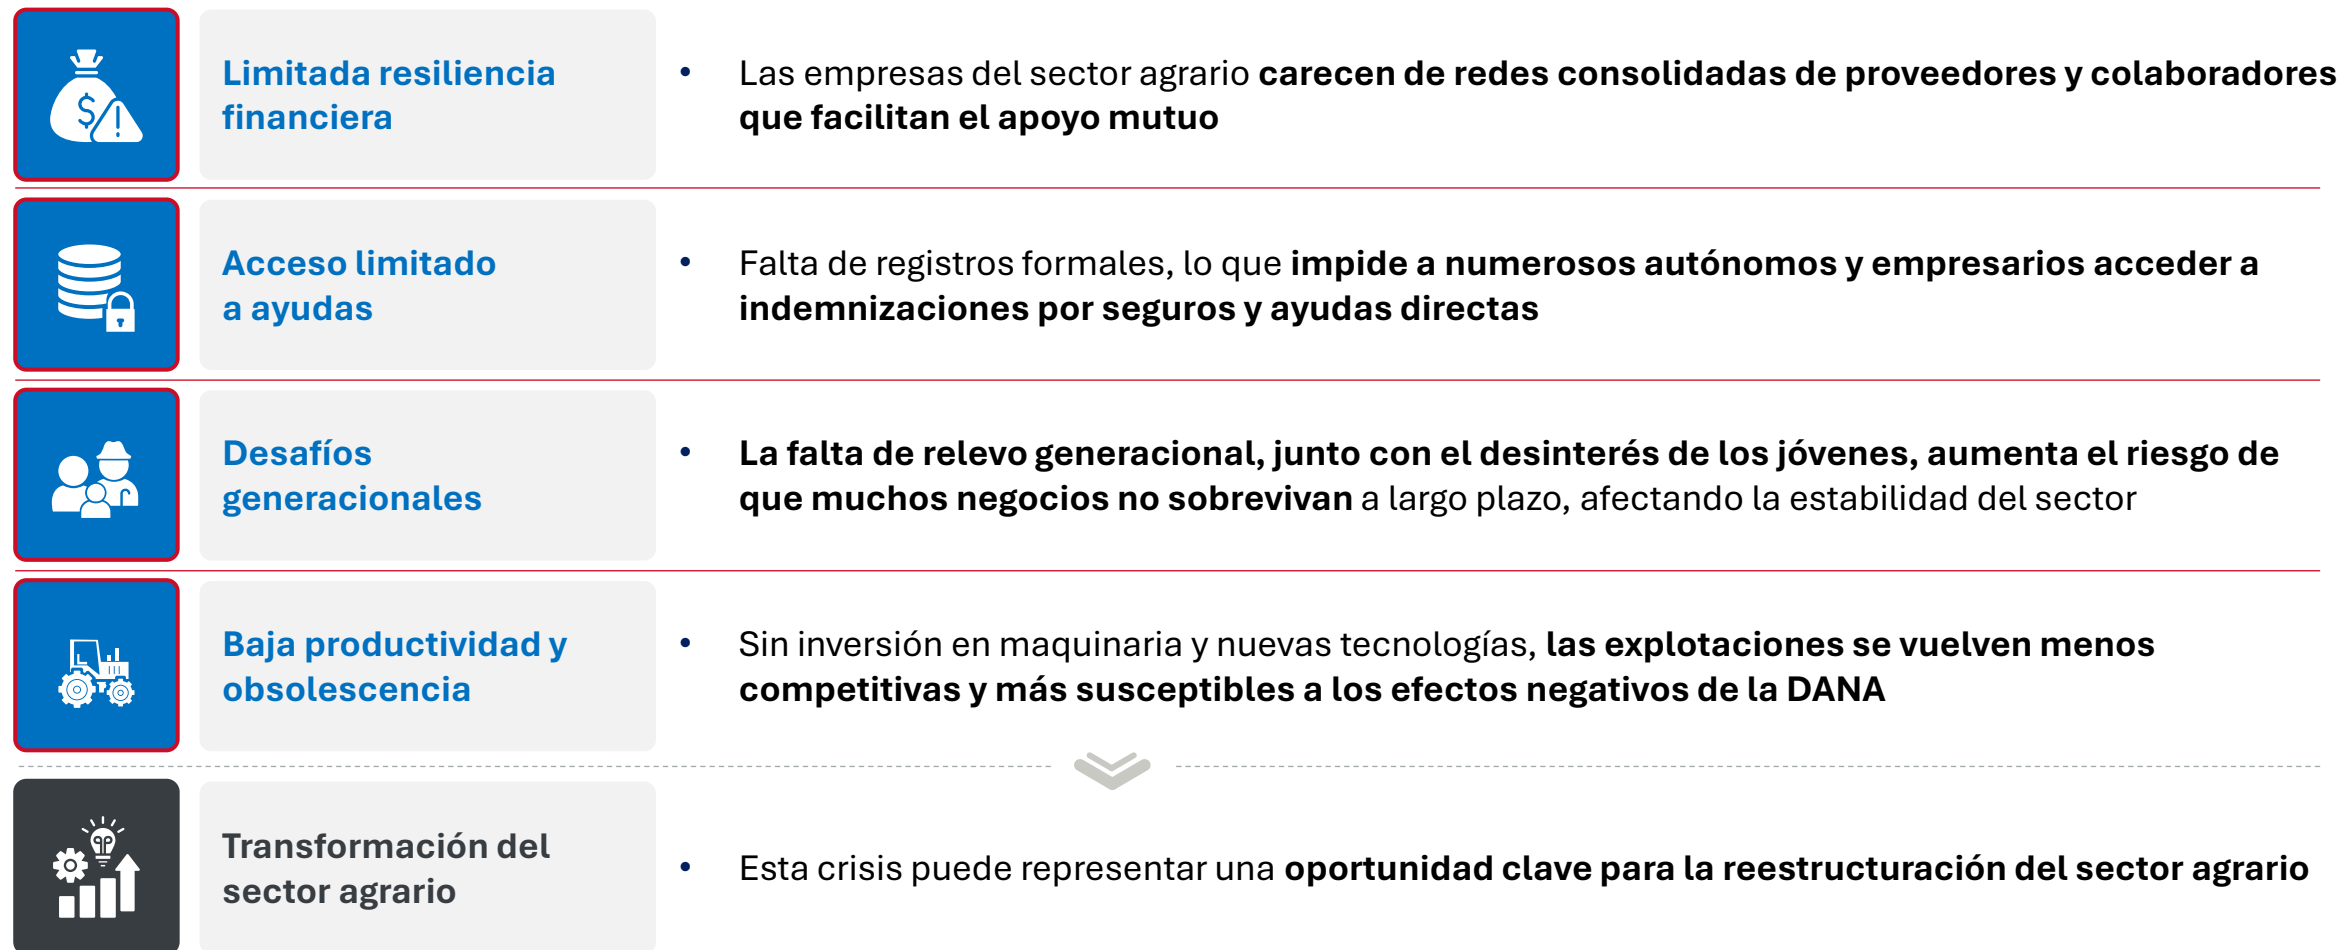 Limitada resiliencia
financiera
• Las empresas del sector agrario carecen de redes consolidadas de proveedores y colaboradores
que facilitan el apoyo mutuo
Acceso limitado
a ayudas
• Falta de registros formales, lo que impide a numerosos autónomos y empresarios acceder a
indemnizaciones por seguros y ayudas directas
Desafíos
generacionales
• La falta de relevo generacional, junto con el desinterés de los jóvenes, aumenta el riesgo de
que muchos negocios no sobrevivan a largo plazo, afectando la estabilidad del sector
Baja productividad y
obsolescencia
• Sin inversión en maquinaria y nuevas tecnologías, las explotaciones se vuelven menos
competitivas y más susceptibles a los efectos negativos de la DANA
Transformación del
sector agrario
• Esta crisis puede representar una oportunidad clave para la reestructuración del sector agrario